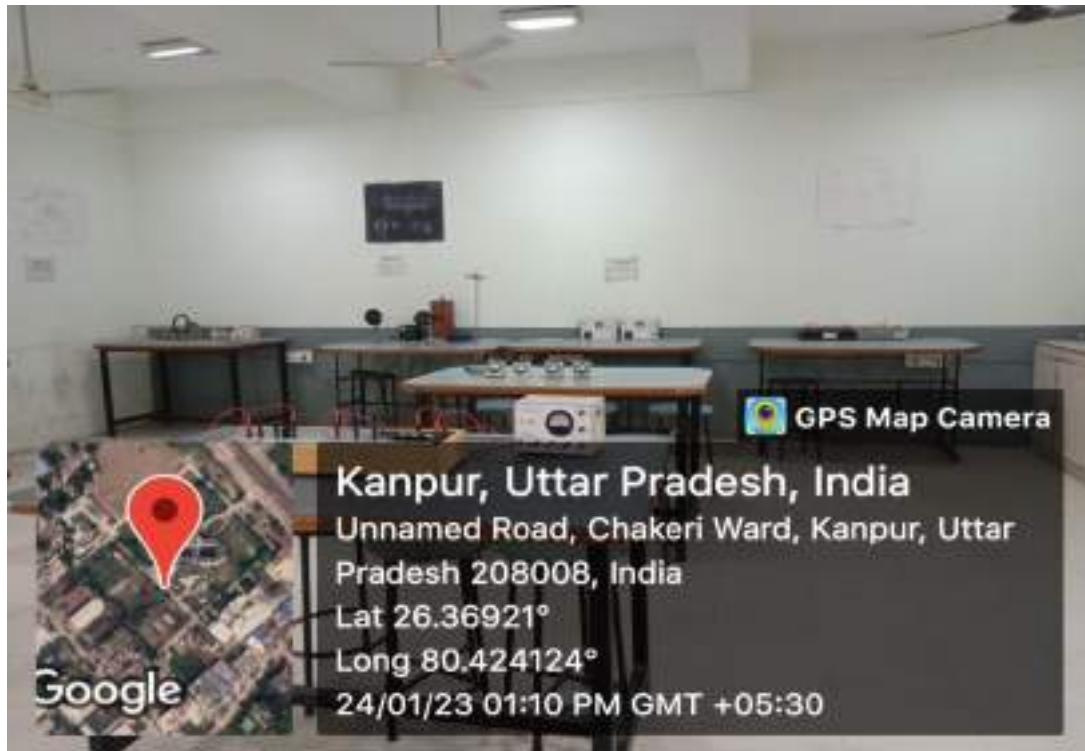 GPS Map Camera
Kanpur, Uttar Pradesh, India
Unnamed Road, Chakeri Ward, Kanpur, Uttar
Pradesh 208008, India
Lat 26.36921°
Long 80.424124°
24/01/23 01:10 PM GMT +05:30
Google